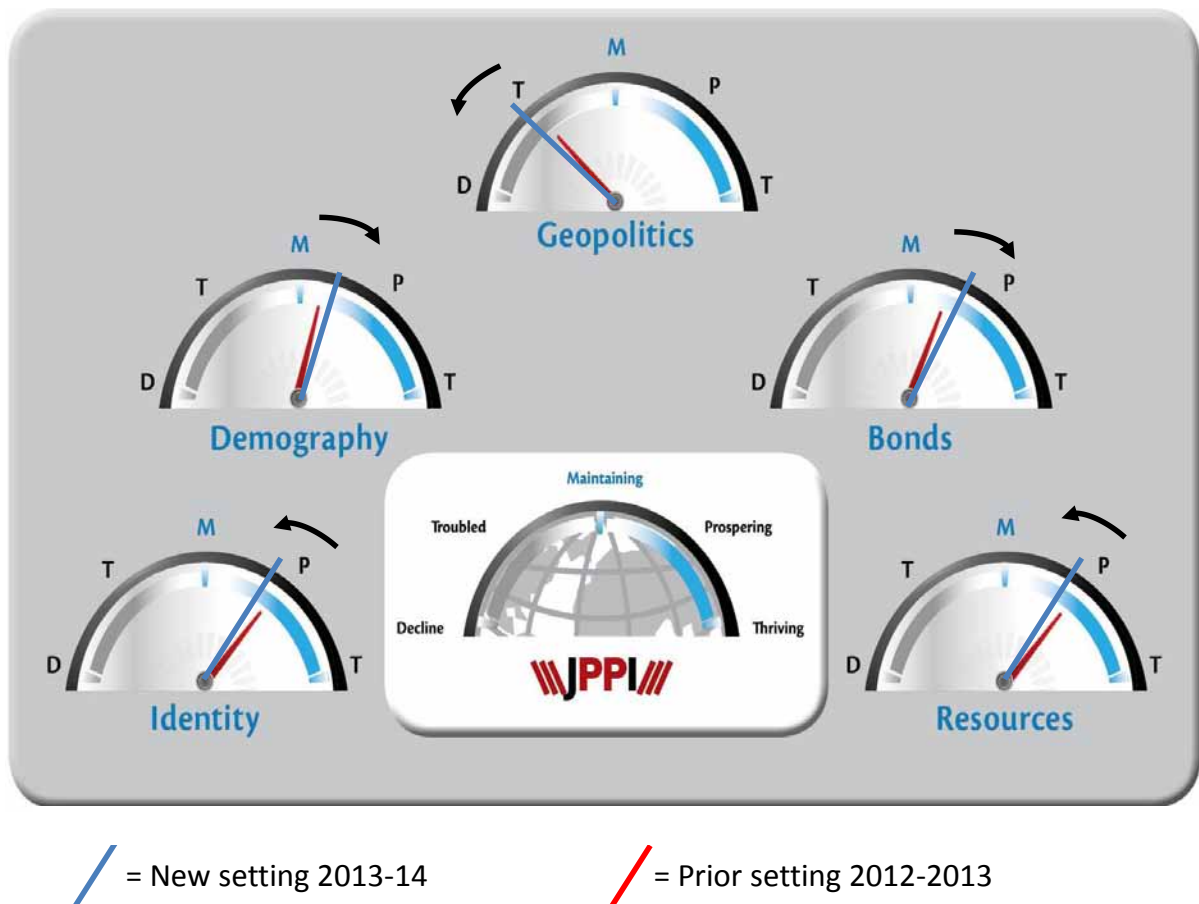 M
T P
D T
Geopolitics
M
T P
D T
Demography
M
T P
D T
Bonds
Maintaining
Troubled Prospering
Decline Thriving
JPPI
M
T P
D T
Identity
M
T P
D T
Resources
= New setting 2013-14
= Prior setting 2012-2013